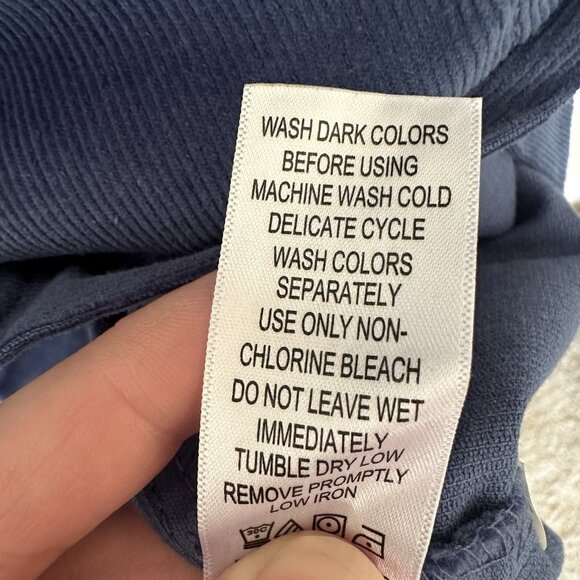 WASH DARK COLORS
BEFORE USING
MACHINE WASH COLD
DELICATE CYCLE
WASH COLORS
SEPARATELY
USE ONLY NON-
CHLORINE BLEACH
DO NOT LEAVE WET
IMMEDIATELY
TUMBLE DRY LOW
REMOVE PROMPTLY
LOW IRON
30C